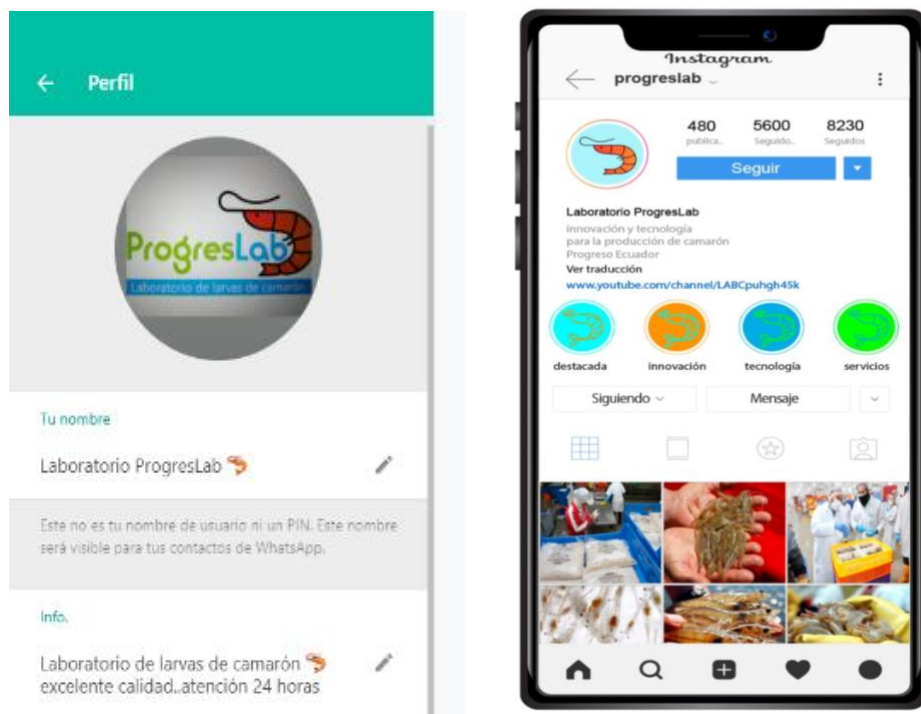 Perfil
ProgresLab
Laboratorio de larvas de camarón
Tu nombre
Laboratorio ProgresLab 🦐
Este no es tu nombre de usuario ni un PIN. Este nombre
será visible para tus contactos de WhatsApp.
Info.
Laboratorio de larvas de camarón 🦐
excelente calidad..atención 24 horas
Instagram
progreslab
480 5600 8230
publica.. Seguido.. Seguidos
Seguir
Laboratorio ProgresLab
innovación y tecnología
para la producción de camarón
Progreso Ecuador
Ver traducción
www.youtube.com/channel/LABCpuhgh45k
destacada innovación tecnología servicios
Siguiendo Mensaje